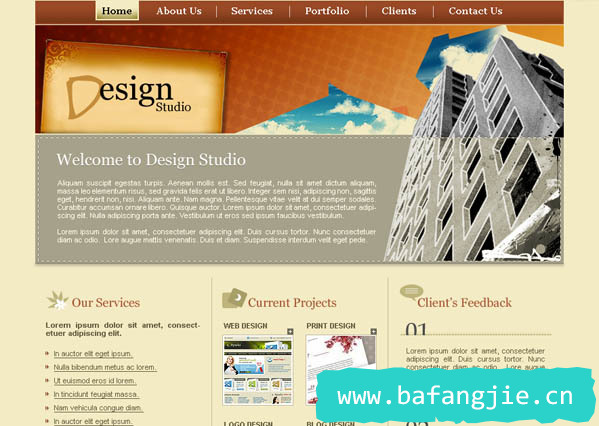 Home
About Us
Services
Portfolio
Clients
Contact Us
Design
Studio
Welcome to Design Studio
Aliquam suscipit egestas turpis. Aenean mollis est. Sed feugiat, nulla sit amet dictum aliquam,
massa leo elementum risus, sed gravida felis erat ut libero. Integer sem nisl, adipiscing non, sagittis
eget, hendrerit non, nisi. Aliquam ante. Nam magna. Pellentesque vitae velit at dui semper sodales.
Curabitur accumsan ornare libero. Quisque auctor. Lorem ipsum dolor sit amet, consectetuer adipi-
scing elit. Nulla adipiscing porta ante. Vestibulum ut eros sed ipsum faucibus vestibulum.
Lorem ipsum dolor sit amet, consectetuer adipiscing elit. Duis cursus tortor. Nunc consectetuer
diam ac odio. Lore augue mattis venenatis. Duis et diam. Suspendisse interdum velit eget pede.
Our Services
Lorem ipsum dolor sit amet, consect-
etuer adipiscing elit.
In auctor elit eget ipsum.
Nulla bibendum metus ac lorem.
Ut euismod eros id lorem.
In tincidunt feugiat massa.
Nam vehicula congue diam.
In auctor elit eget ipsum.
Current Projects
WEB DESIGN
PRINT DESIGN
LOGO DESIGN
BLOG DESIGN
Client's Feedback
01
Lorem ipsum dolor sit amet, consectetuer
adipiscing elit. Duis cursus tortor. Nunc
consectetuer diam ac odio. Lorem augue
www.bafangjie.cn